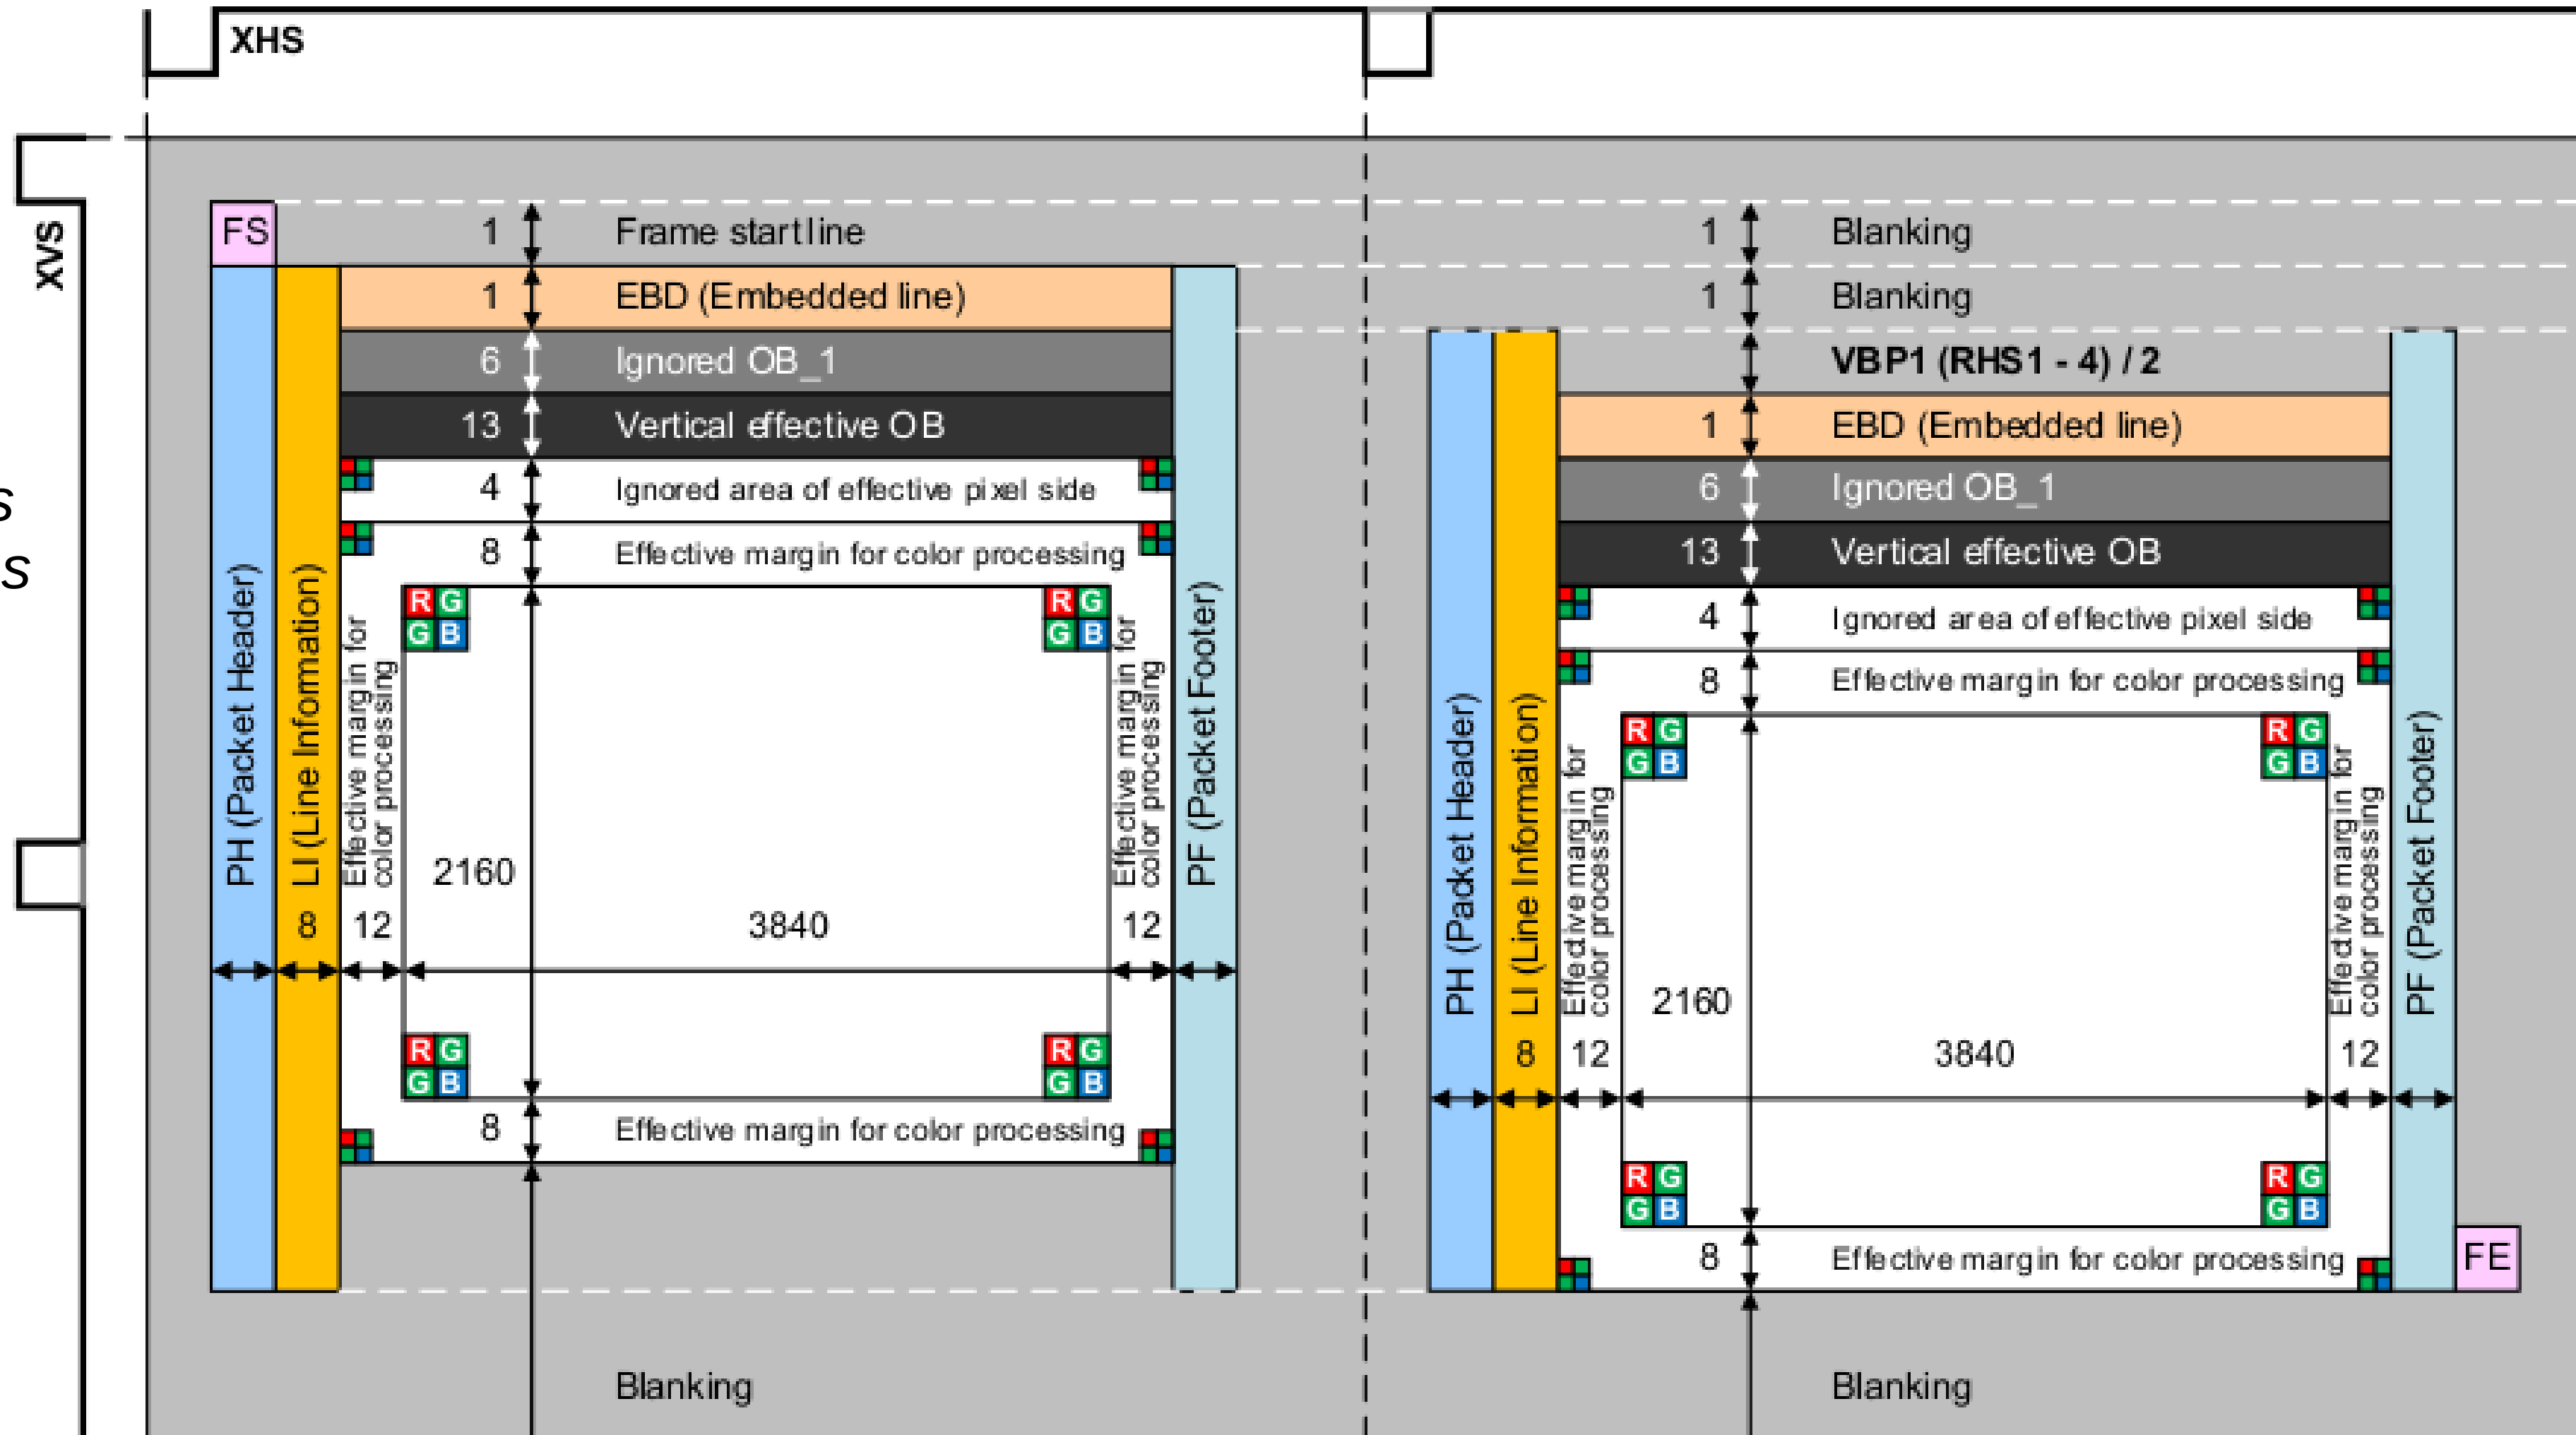 XHS
XVS
s
s
FS
1 Frame start line
1 EBD (Embedded line)
6 Ignored OB_1
13 Vertical effective OB
4 Ignored area of effective pixel side
8 Effective margin for color processing
R G
G B
R G
G B
PH (Packet Header)
LI (Line Information)
Effective margin for
color processing
2160
3840
Effective margin for
color processing
PF (Packet Footer)
8
12
12
R G
G B
R G
G B
8 Effective margin for color processing
Blanking
1 Blanking
1 Blanking
VBP1 (RHS1 - 4) / 2
1 EBD (Embedded line)
6 Ignored OB_1
13 Vertical effective OB
4 Ignored area of effective pixel side
8 Effective margin for color processing
R G
G B
R G
G B
PH (Packet Header)
LI (Line Information)
Effective margin for
color processing
2160
3840
Effective margin for
color processing
PF (Packet Footer)
8
12
12
R G
G B
R G
G B
8 Effective margin for color processing
FE
Blanking